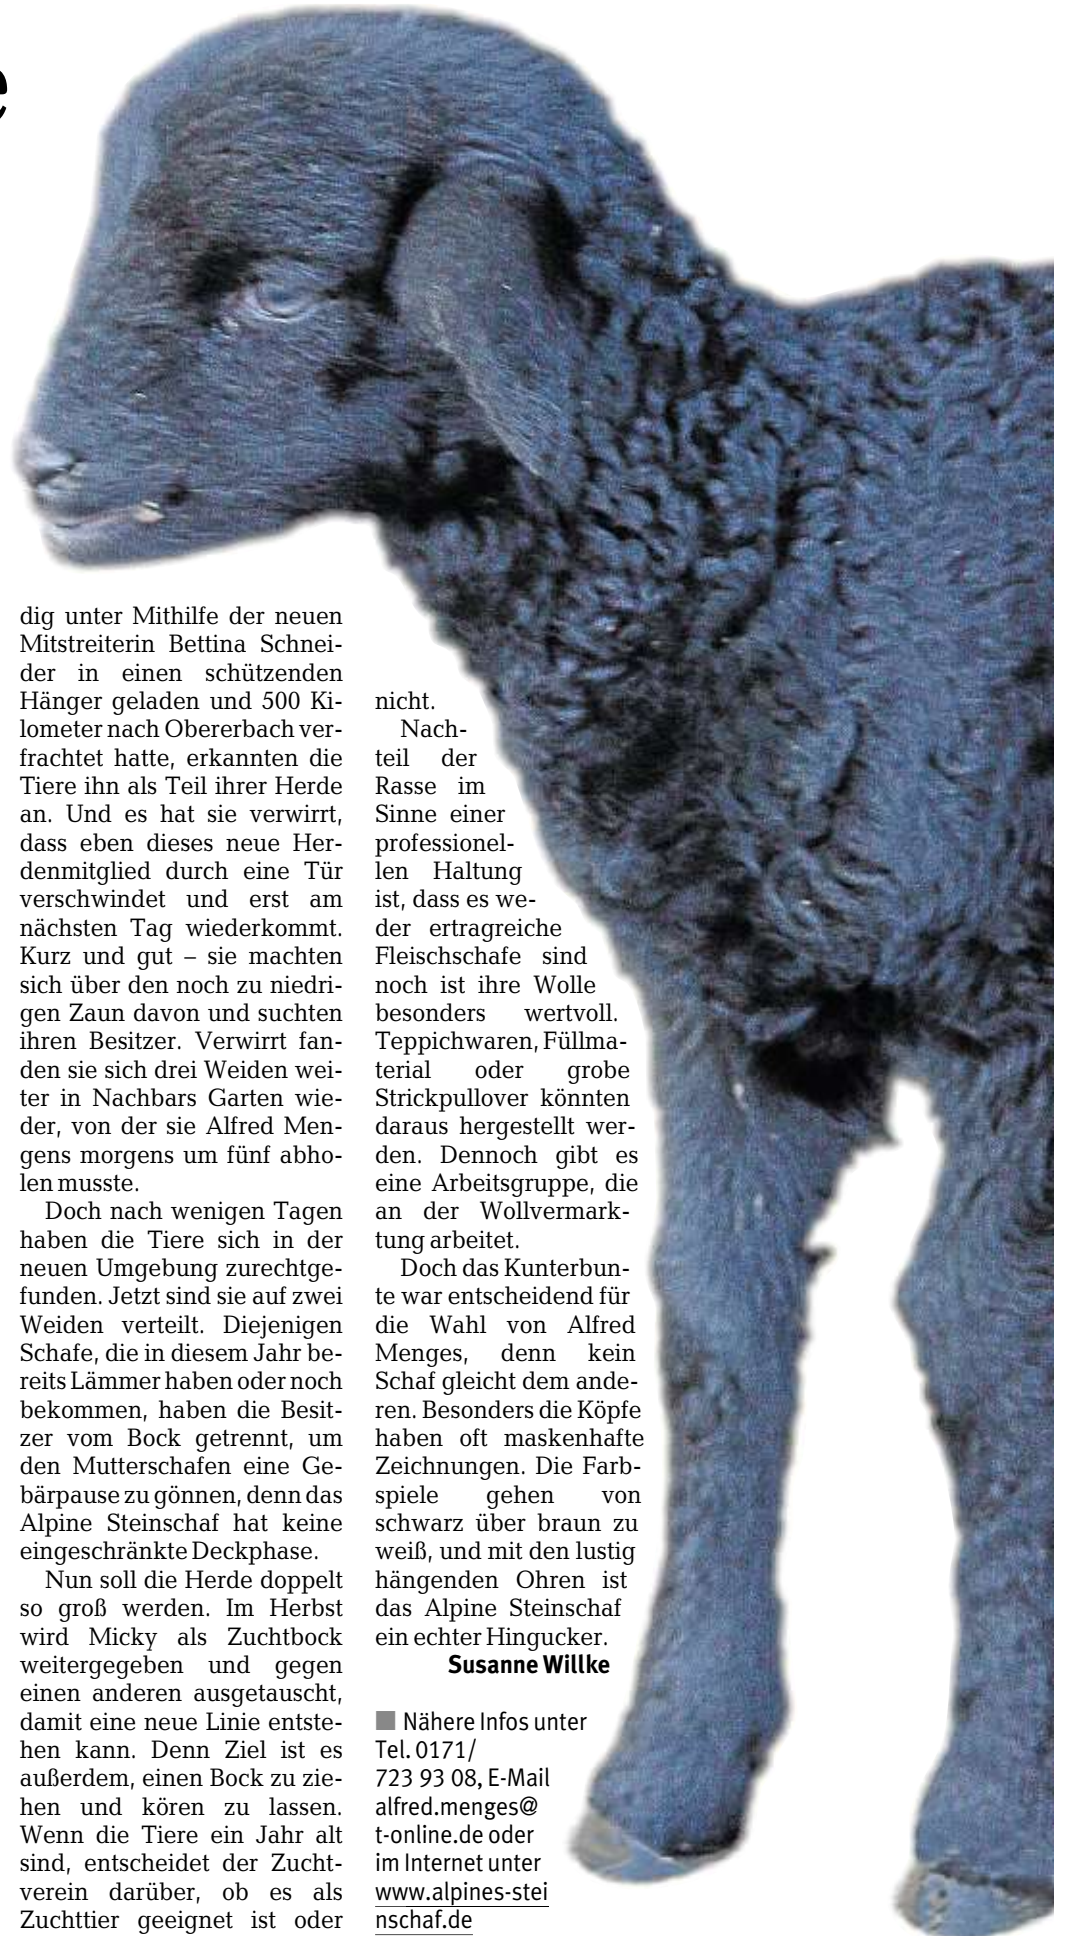 e
dig unter Mithilfe der neuen
Mitstreiterin Bettina Schnei-
der in einen schützenden
Hänger geladen und 500 Ki-
lometer nach Obererbach ver-
frachtet hatte, erkannten die
Tiere ihn als Teil ihrer Herde
an. Und es hat sie verwirrt,
dass eben dieses neue Her-
denmitglied durch eine Tür
verschwindet und erst am
nächsten Tag wiederkommt.
Kurz und gut – sie machten
sich über den noch zu niedri-
gen Zaun davon und suchten
ihren Besitzer. Verwirrt fan-
den sie sich drei Weiden wei-
ter in Nachbars Garten wie-
der, von der sie Alfred Men-
gens morgens um fünf abho-
len musste.
Doch nach wenigen Tagen
haben die Tiere sich in der
neuen Umgebung zurechtge-
funden. Jetzt sind sie auf zwei
Weiden verteilt. Diejenigen
Schafe, die in diesem Jahr be-
reits Lämmer haben oder noch
bekommen, haben die Besit-
zer vom Bock getrennt, um
den Mutterschafen eine Ge-
bärpause zu gönnen, denn das
Alpine Steinschaf hat keine
eingeschränkte Deckphase.
Nun soll die Herde doppelt
so groß werden. Im Herbst
wird Micky als Zuchtbock
weitergegeben und gegen
einen anderen ausgetauscht,
damit eine neue Linie entste-
hen kann. Denn Ziel ist es
außerdem, einen Bock zu zie-
hen und kören zu lassen.
Wenn die Tiere ein Jahr alt
sind, entscheidet der Zucht-
verein darüber, ob es als
Zuchttier geeignet ist oder
nicht.
Nach-
teil der
Rasse im
Sinne einer
professionel-
len Haltung
ist, dass es we-
der ertragreiche
Fleischschafe sind
noch ist ihre Wolle
besonders wertvoll.
Teppichwaren, Füllma-
terial oder grobe
Strickpullover könnten
daraus hergestellt wer-
den. Dennoch gibt es
eine Arbeitsgruppe, die
an der Wollvermark-
tung arbeitet.
Doch das Kunterbun-
te war entscheidend für
die Wahl von Alfred
Menges, denn kein
Schaf gleicht dem ande-
ren. Besonders die Köpfe
haben oft maskenhafte
Zeichnungen. Die Farb-
spiele gehen von
schwarz über braun zu
weiß, und mit den lustig
hängenden Ohren ist
das Alpine Steinschaf
ein echter Hingucker.
Susanne Willke
■ Nähere Infos unter
Tel. 0171/
723 93 08, E-Mail
alfred.menges@
t-online.de oder
im Internet unter
www.alpines-stei
nschaf.de